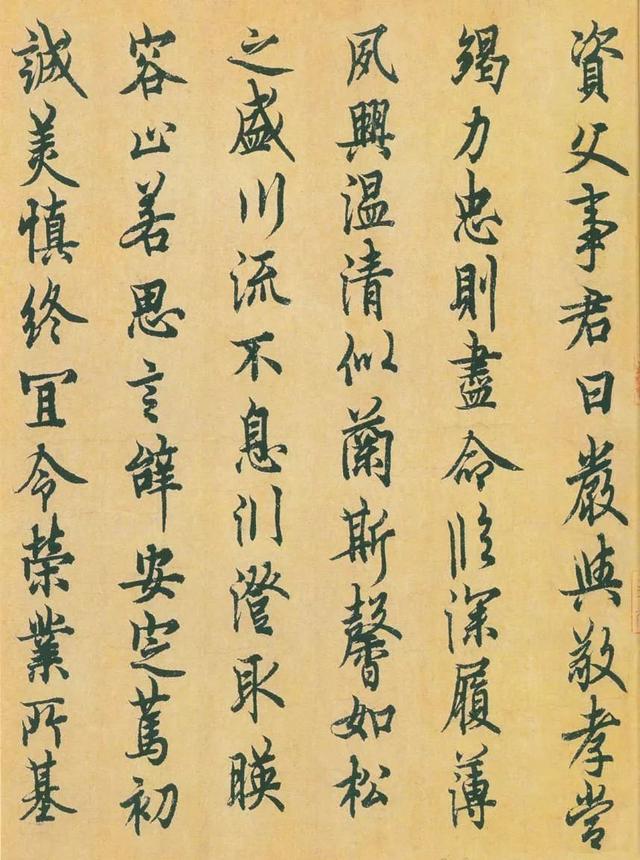 資父事君曰嚴與敬孝當
竭力忠則盡命臨深履薄
夙興溫清似蘭斯馨如松
之盛川流不息川澄取暎
容止若思言辭安定篤初
誠美慎終宜令榮業所基